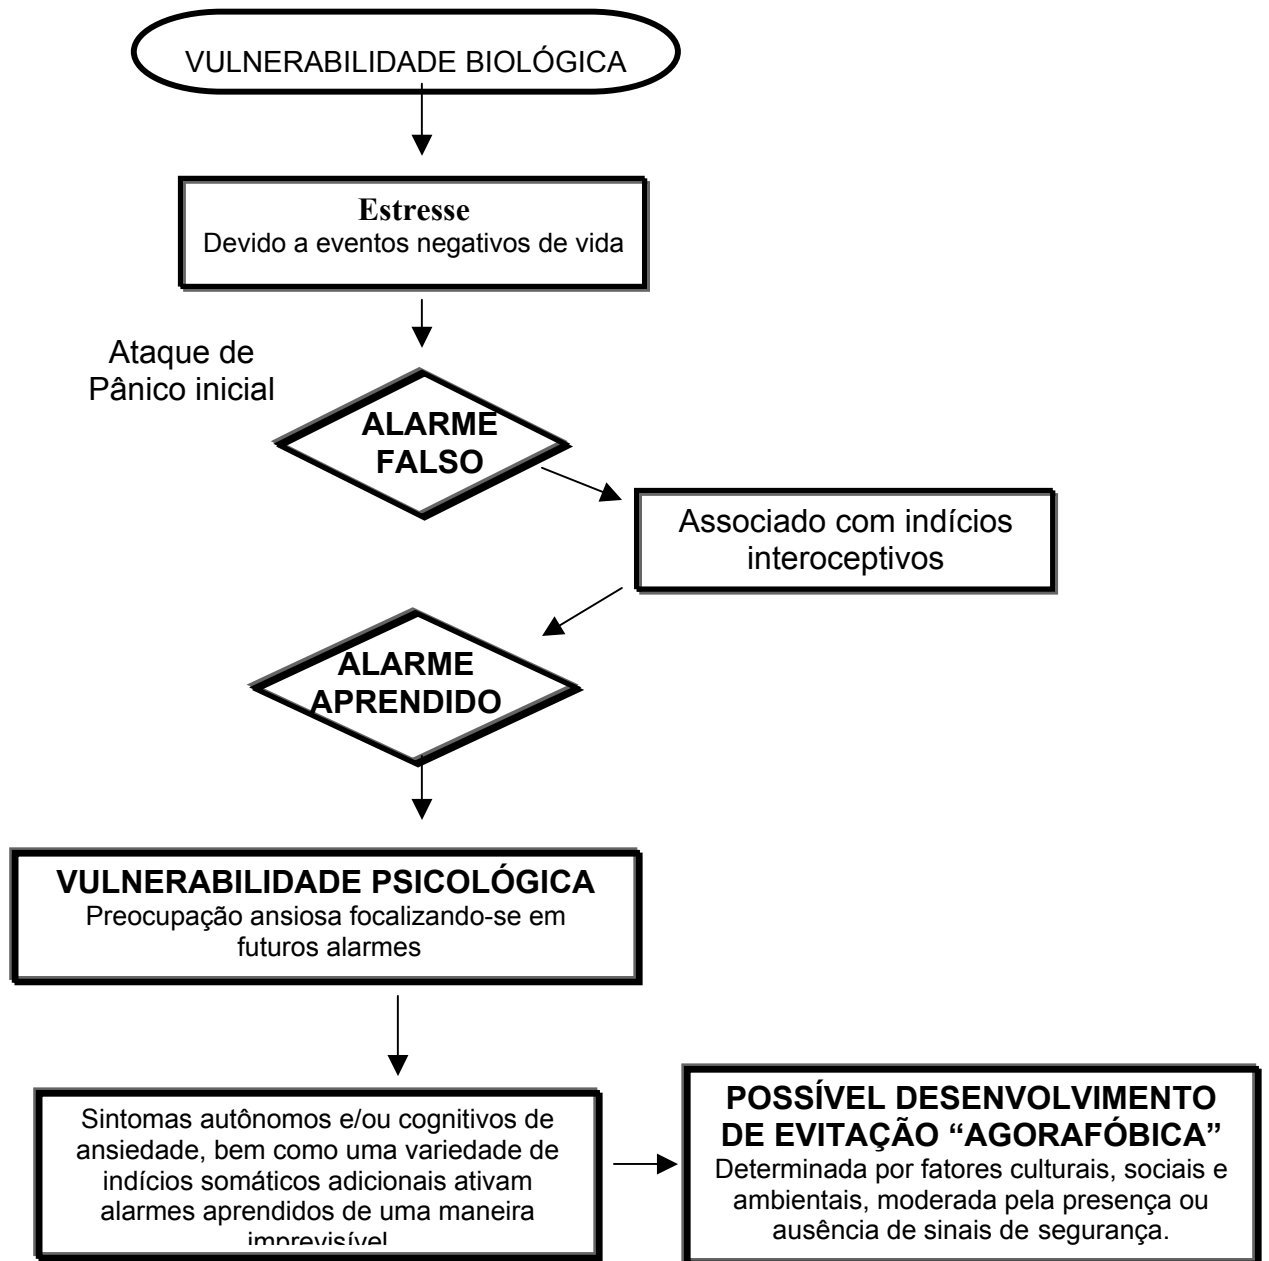 VULNERABILIDADE BIOLÓGICA
Estresse
Devido a eventos negativos de vida
Ataque de
Pânico inicial
ALARME
FALSO
Associado com indícios
interoceptivos
ALARME
APRENDIDO
VULNERABILIDADE PSICOLÓGICA
Preocupação ansiosa focalizando-se em
futuros alarmes
Sintomas autônomos e/ou cognitivos de
ansiedade, bem como uma variedade de
indícios somáticos adicionais ativam
alarmes aprendidos de uma maneira
imprevisível
POSSÍVEL DESENVOLVIMENTO
DE EVITAÇÃO “AGORAFÓBICA”
Determinada por fatores culturais, sociais e
ambientais, moderada pela presença ou
ausência de sinais de segurança.